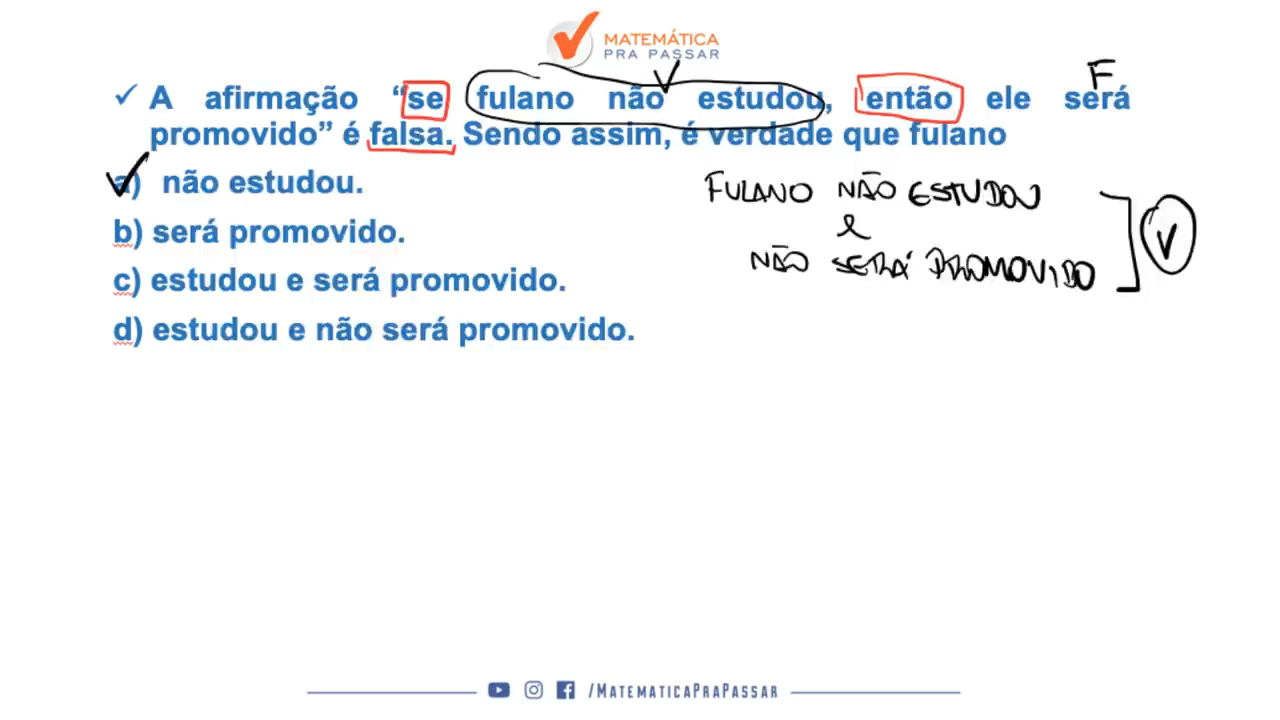 MATEMÁTICA
PRA PASSAR
✓ A afirmação “se fulano não estudou, então ele será
promovido” é falsa. Sendo assim, é verdade que fulano
a) não estudou.
b) será promovido.
c) estudou e será promovido.
d) estudou e não será promovido.
V
F
FULANO NÃO ESTUDOU
e
NÃO SERÁ PROMOVIDO
V
/MATEMATICAPRAPASSAR